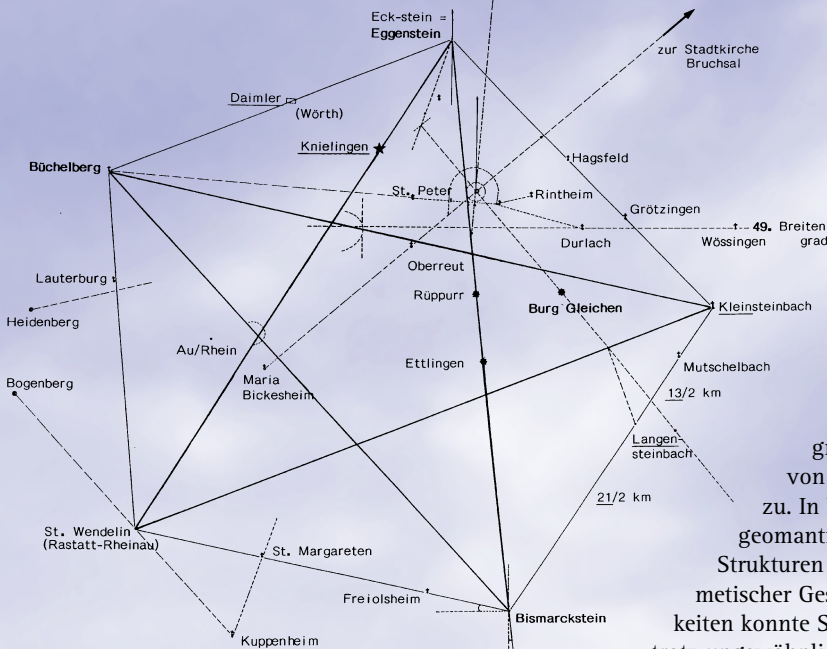 Eck-stein =
Eggenstein
zur Stadtkirche
Bruchsal
Daimler
(Wörth)
Knielingen
Hagsfeld
Büchelberg
St. Peter
Rintheim
Grötzingen
49. Breiten
grad
Durlach
Wössingen
Oberreut
Lauterburg
Rüppurr
Burg Gleichen
Kleinsteinbach
Heidenberg
Au/Rhein
Ettlingen
Mutschelbach
Maria
Bickesheim
Bogenberg
13/2 km
Langen-
steinbach
21/2 km
St. Wendelin
(Rastatt-Rheinau)
St. Margareten
Freiolsheim
Bismarckstein
Kuppenheim
von
zu. In
geomant
Strukturen
metischer Ges
keiten konnte S